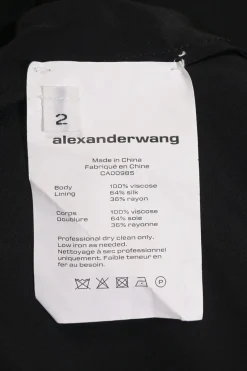 2
alexanderwang
Made in China
Fabriqué en Chine
CA00985
Body 100% viscose
Lining 64% silk
36% rayon
Corps 100% viscose
Doublure 64% soie
36% rayonne
Professional dry clean only.
Low iron as needed.
Nettoyage à sec professionnel
uniquement. Faible temp. de fer
au besoin.
P